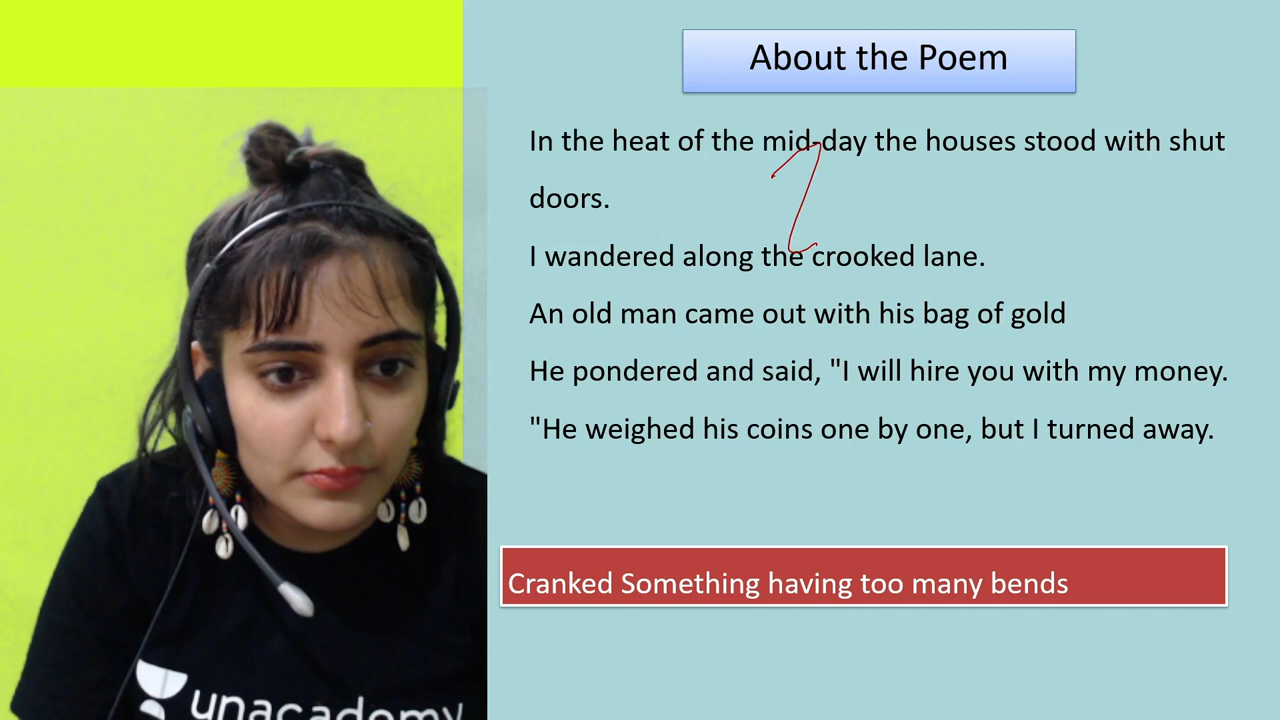 About the Poem
In the heat of the mid-day the houses stood with shut
doors.
I wandered along the crooked lane.
An old man came out with his bag of gold
He pondered and said, "I will hire you with my money.
"He weighed his coins one by one, but I turned away.
Cranked Something having too many bends
unacademy